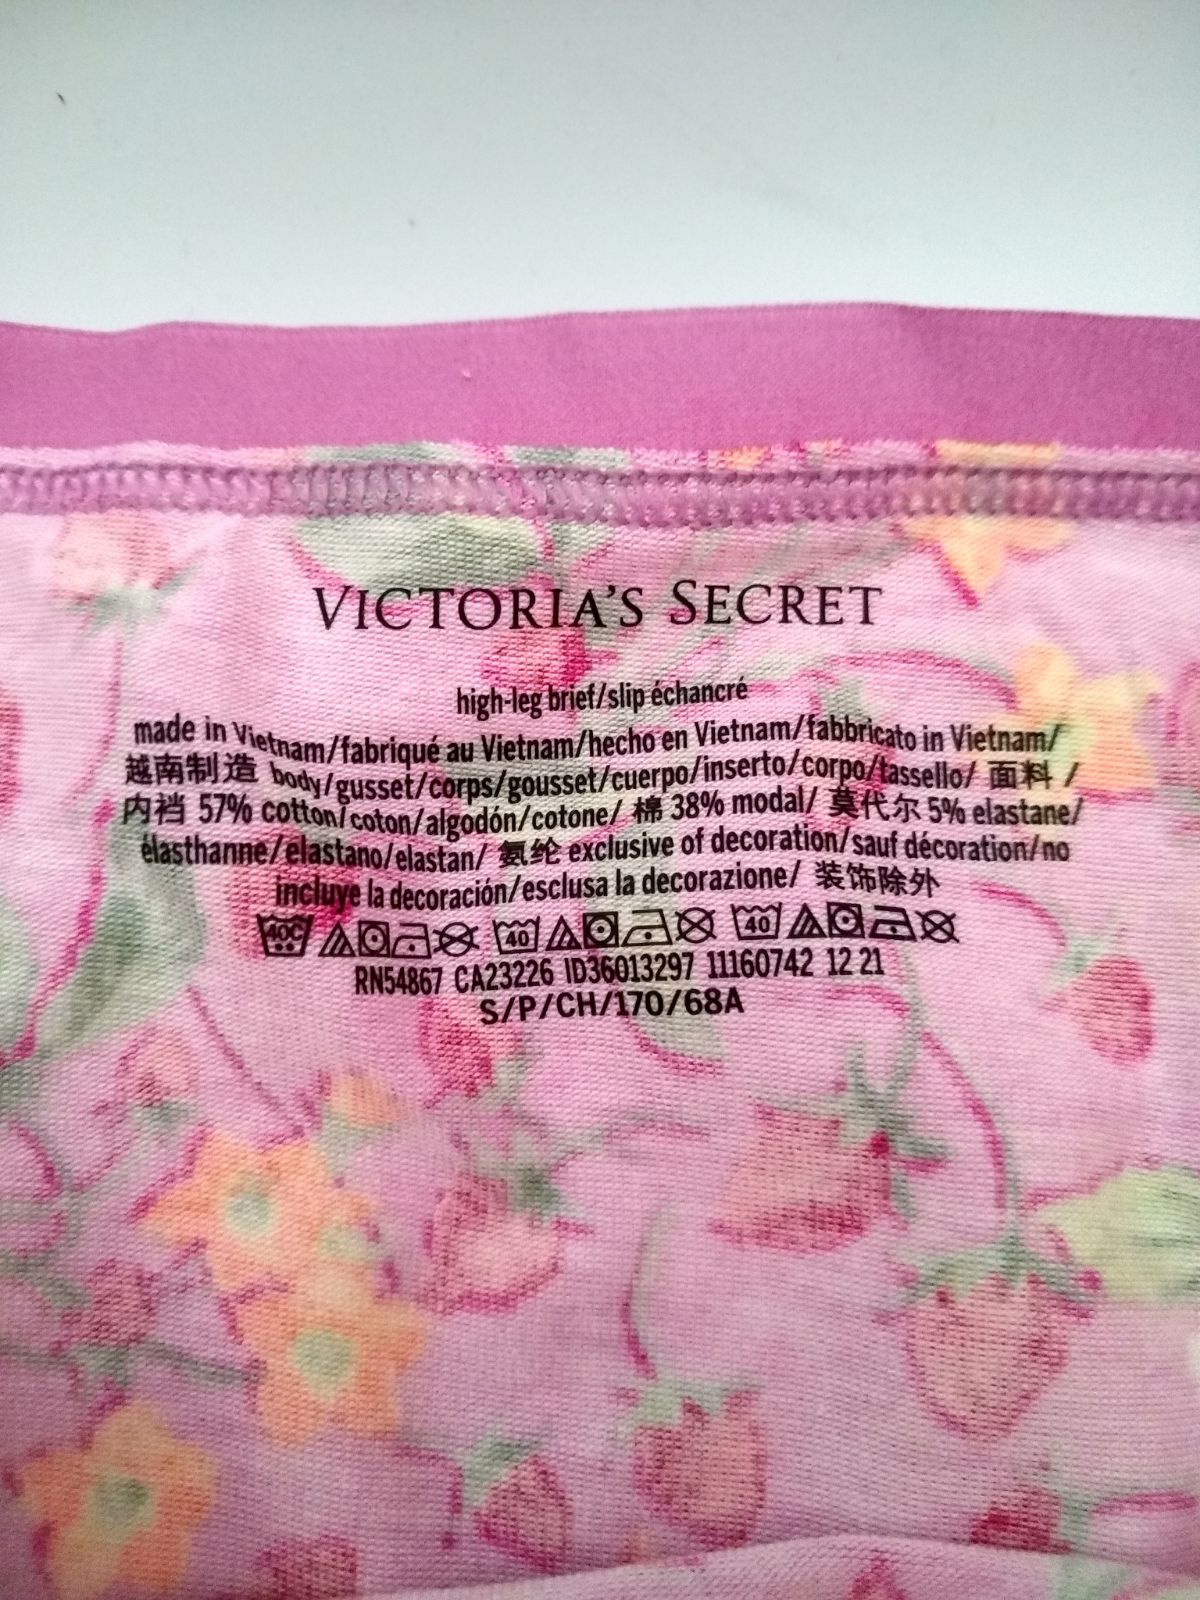 VICTORIA'S SECRET
high-leg brief/slip échancré
made in Vietnam/fabriqué au Vietnam/hecho en Vietnam/fabbricato in Vietnam/
越南制造 body/gusset/corps/gousset/cuerpo/inserto/corpo/tassello/ 面料 /
内裆 57% cotton/coton/algodón/cotone/ 棉 38% modal/ 莫代尔 5% elastane/
élasthanne/elastano/elastan/ 氨纶 exclusive of decoration/sauf décoration/no
incluye la decoración/esclusa la decorazione/ 装饰除外
40C 40 40
RN54867 CA23226 ID36013297 11160742 12 21
S/P/CH/170/68A